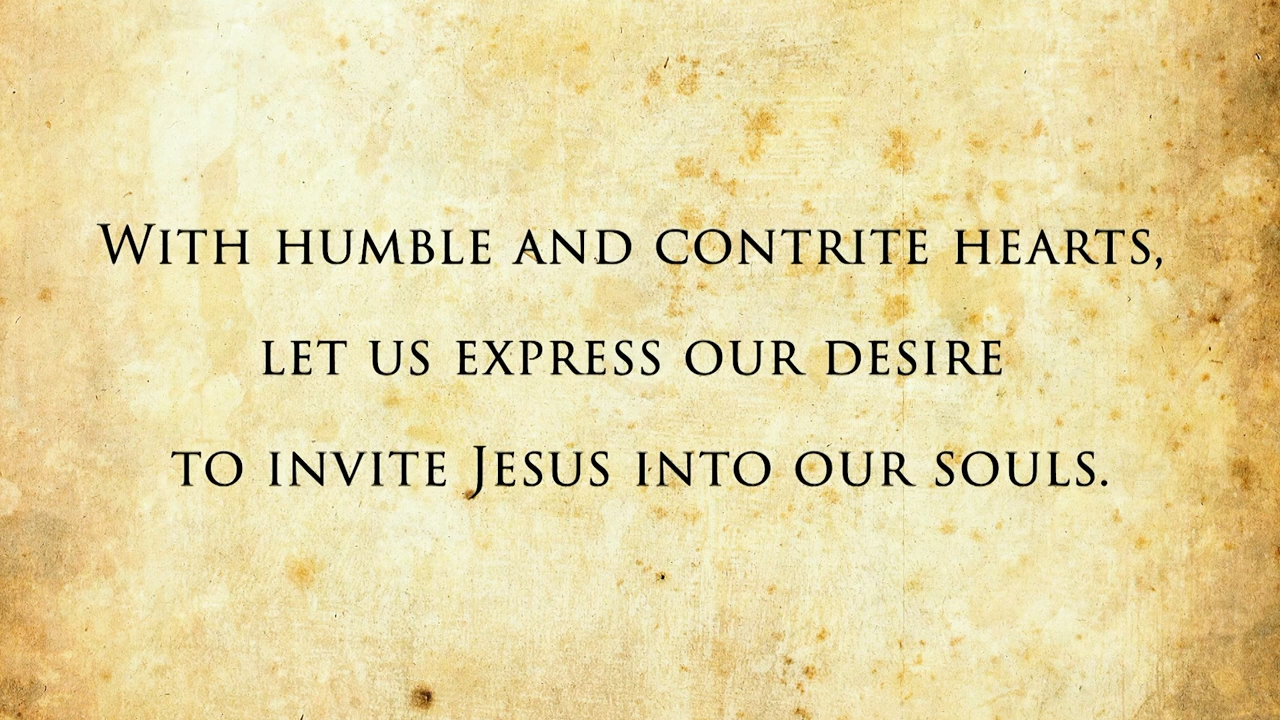 With humble and contrite hearts,
let us express our desire
to invite Jesus into our souls.